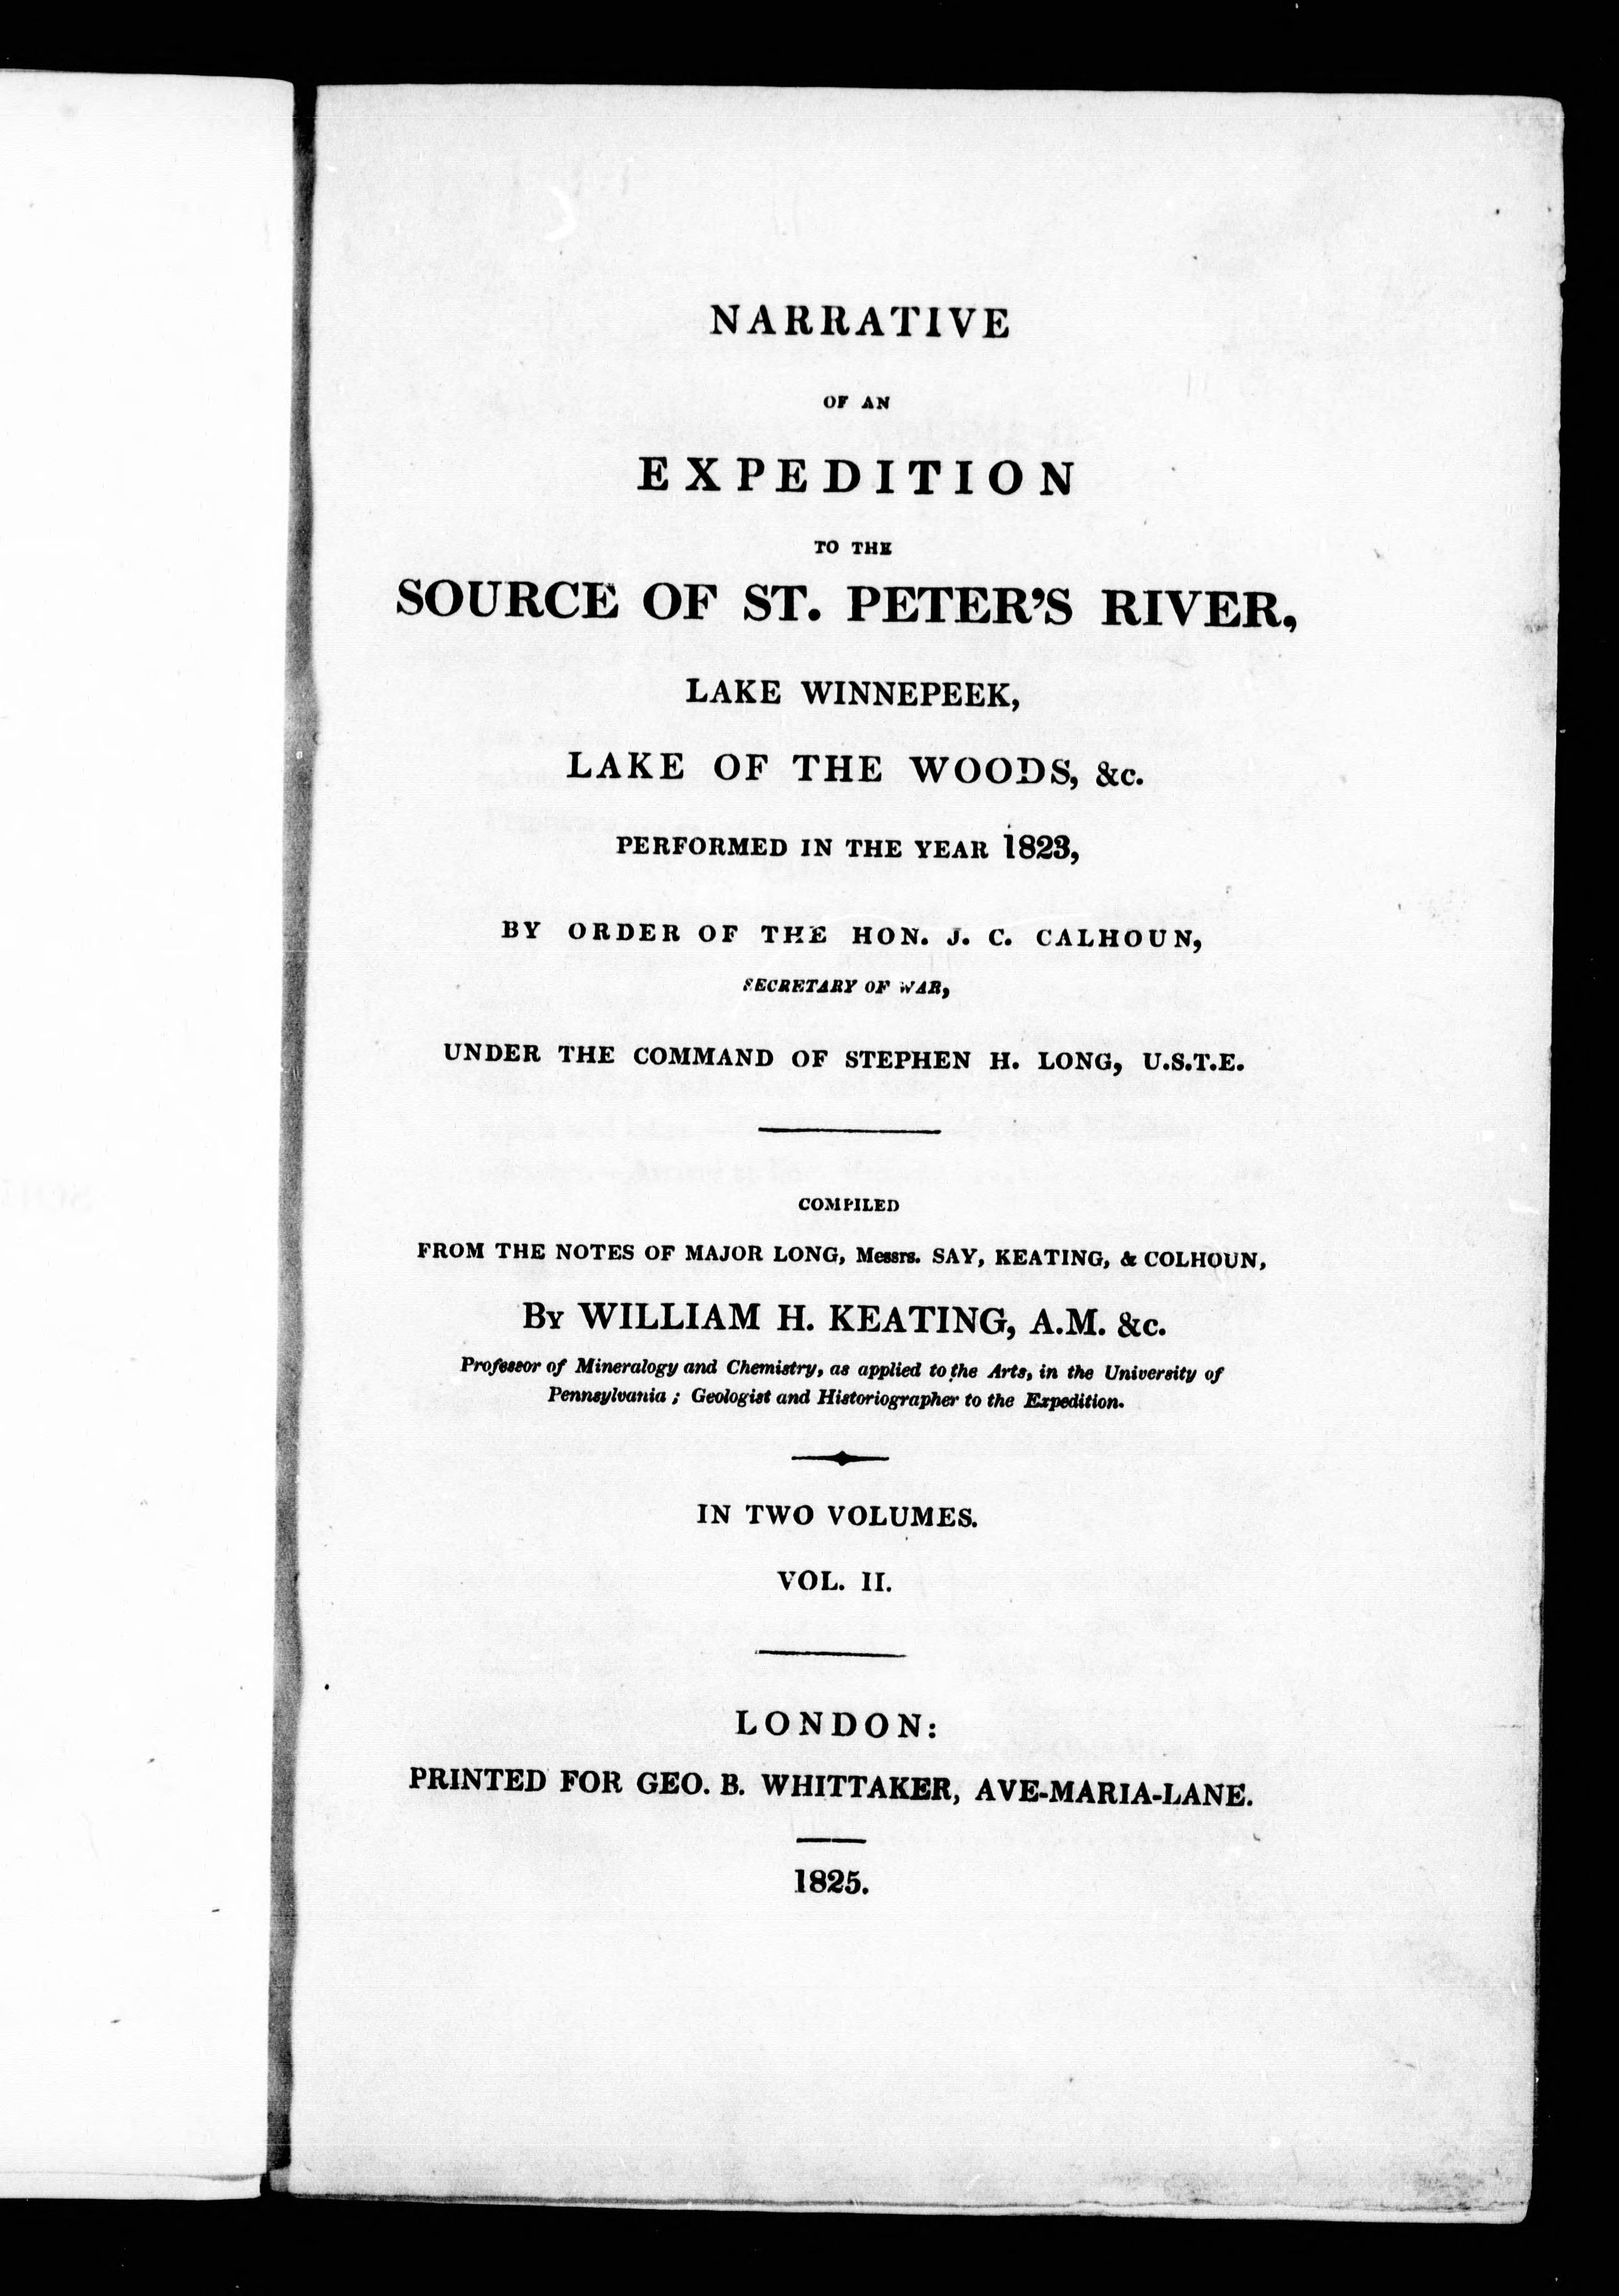 NARRATIVE
OF AN
EXPEDITION
TO THE
SOURCE OF ST. PETER'S RIVER,
LAKE WINNEPEEK,
LAKE OF THE WOODS, &c.
PERFORMED IN THE YEAR 1823,
BY ORDER OF THE HON. J. C. CALHOUN,
SECRETARY OF WAR,
UNDER THE COMMAND OF STEPHEN H. LONG, U.S.T.E.
COMPILED
FROM THE NOTES OF MAJOR LONG, Messrs. SAY, KEATING, & COLHOUN,
By WILLIAM H. KEATING, A.M. &c.
Professor of Mineralogy and Chemistry, as applied to the Arts, in the University of
Pennsylvania ; Geologist and Historiographer to the Expedition.
IN TWO VOLUMES.
VOL. II.
LONDON:
PRINTED FOR GEO. B. WHITTAKER, AVE-MARIA-LANE.
1825.